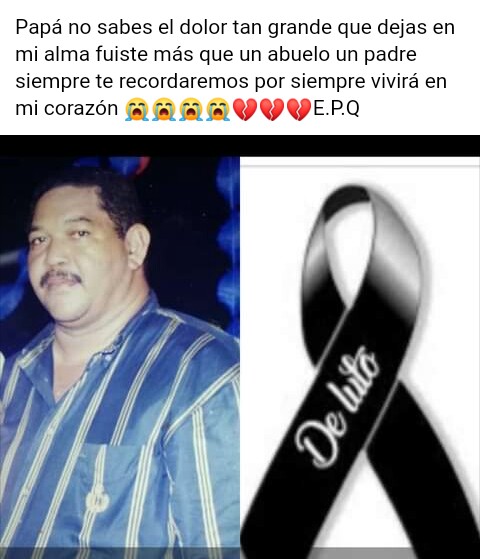 Papá no sabes el dolor tan grande que dejas en
mi alma fuiste más que un abuelo un padre
siempre te recordaremos por siempre vivirá en
mi corazón 😭😭😭😭💔💔💔E.P.Q
De luto